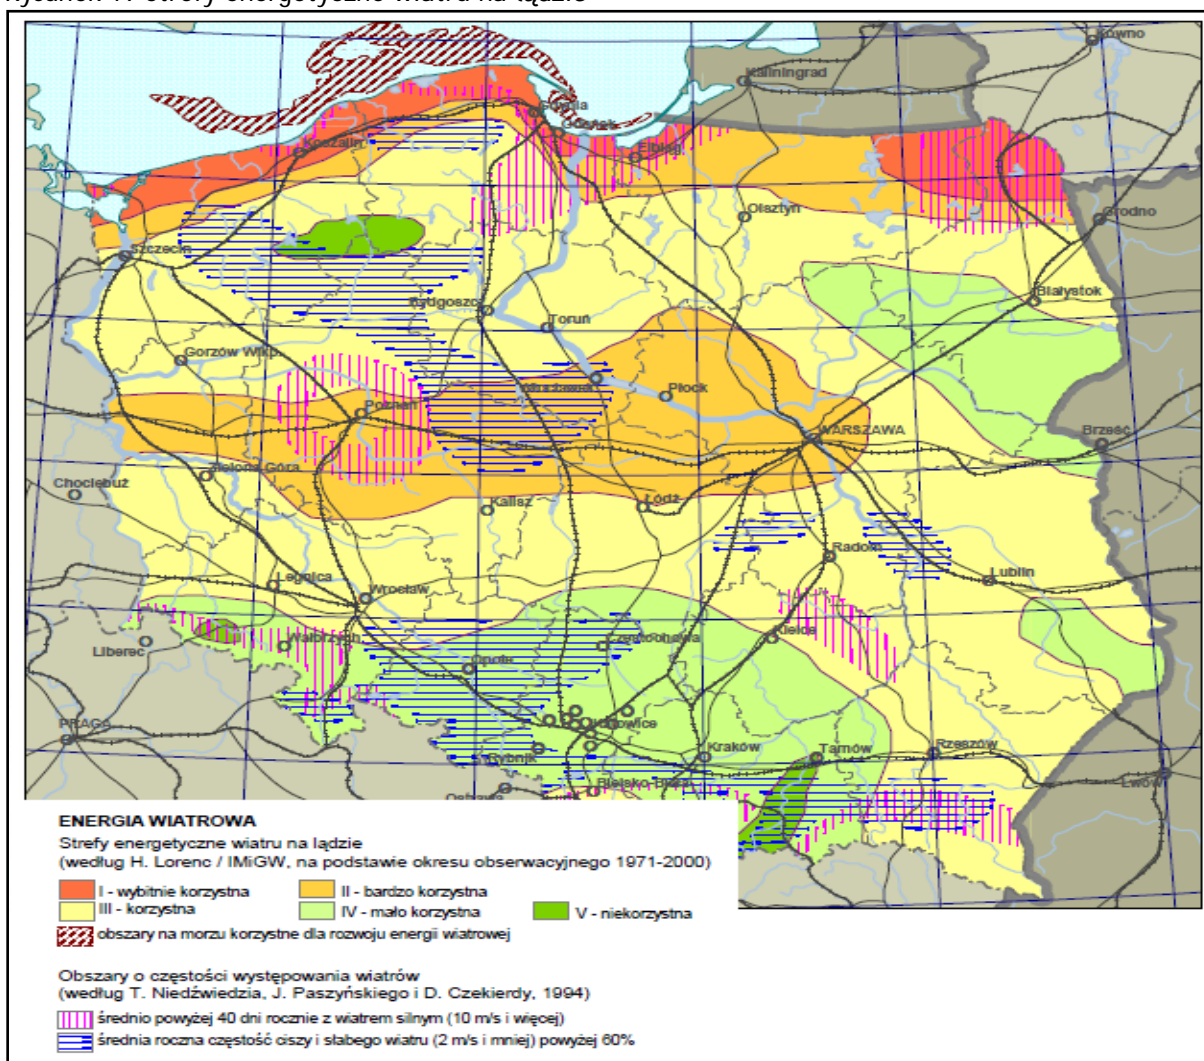 Rysunek 1. Strefy energetyczne wiatru na lądzie
Kowno
Kaliningrad
Gdynia
Gdańsk
Koszalin
Elbląg
Olsztyn
Grodno
Szczecin
Białystok
Bydgoszcz
Toruń
Gorzów Wlkp.
Płock
Poznań
WARSZAWA
Brześć
Zielona Góra
Chociebuż
Kalisz
Łódź
Radom
Legnica
Wrocław
Lublin
Kielce
Liberec
Wałbrzych
Częstochowa
Opole
PRAGA
Katowice
Kraków
Tarnów
Rzeszów
Rybnik
Lwów
Bielsko-Biała
Ostrawa
ENERGIA WIATROWA
Strefy energetyczne wiatru na lądzie
(według H. Lorenc / IMiGW, na podstawie okresu obserwacyjnego 1971-2000)
I - wybitnie korzystna
II - bardzo korzystna
III - korzystna
IV - mało korzystna
V - niekorzystna
obszary na morzu korzystne dla rozwoju energii wiatrowej
Obszary o częstości występowania wiatrów
(według T. Niedźwiedzia, J. Paszyńskiego i D. Czekierdy, 1994)
średnio powyżej 40 dni rocznie z wiatrem silnym (10 m/s i więcej)
średnia roczna częstość ciszy i słabego wiatru (2 m/s i mniej) powyżej 60%